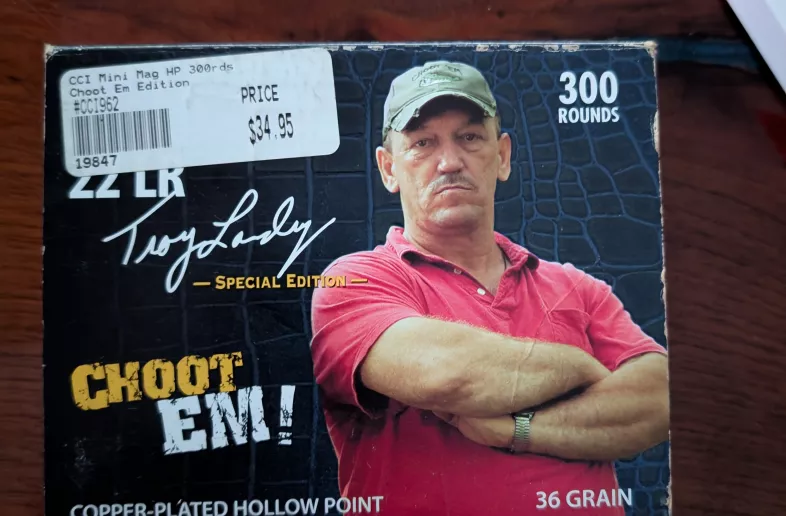 CCI Mini Mag HP 300rds
Choot Em Edition
#CCI962
PRICE
$34.95
19847
300
ROUNDS
22 LR
Troy Landry
SPECIAL EDITION
CHOOT
EM!
COPPER-PLATED HOLLOW POINT
36 GRAIN